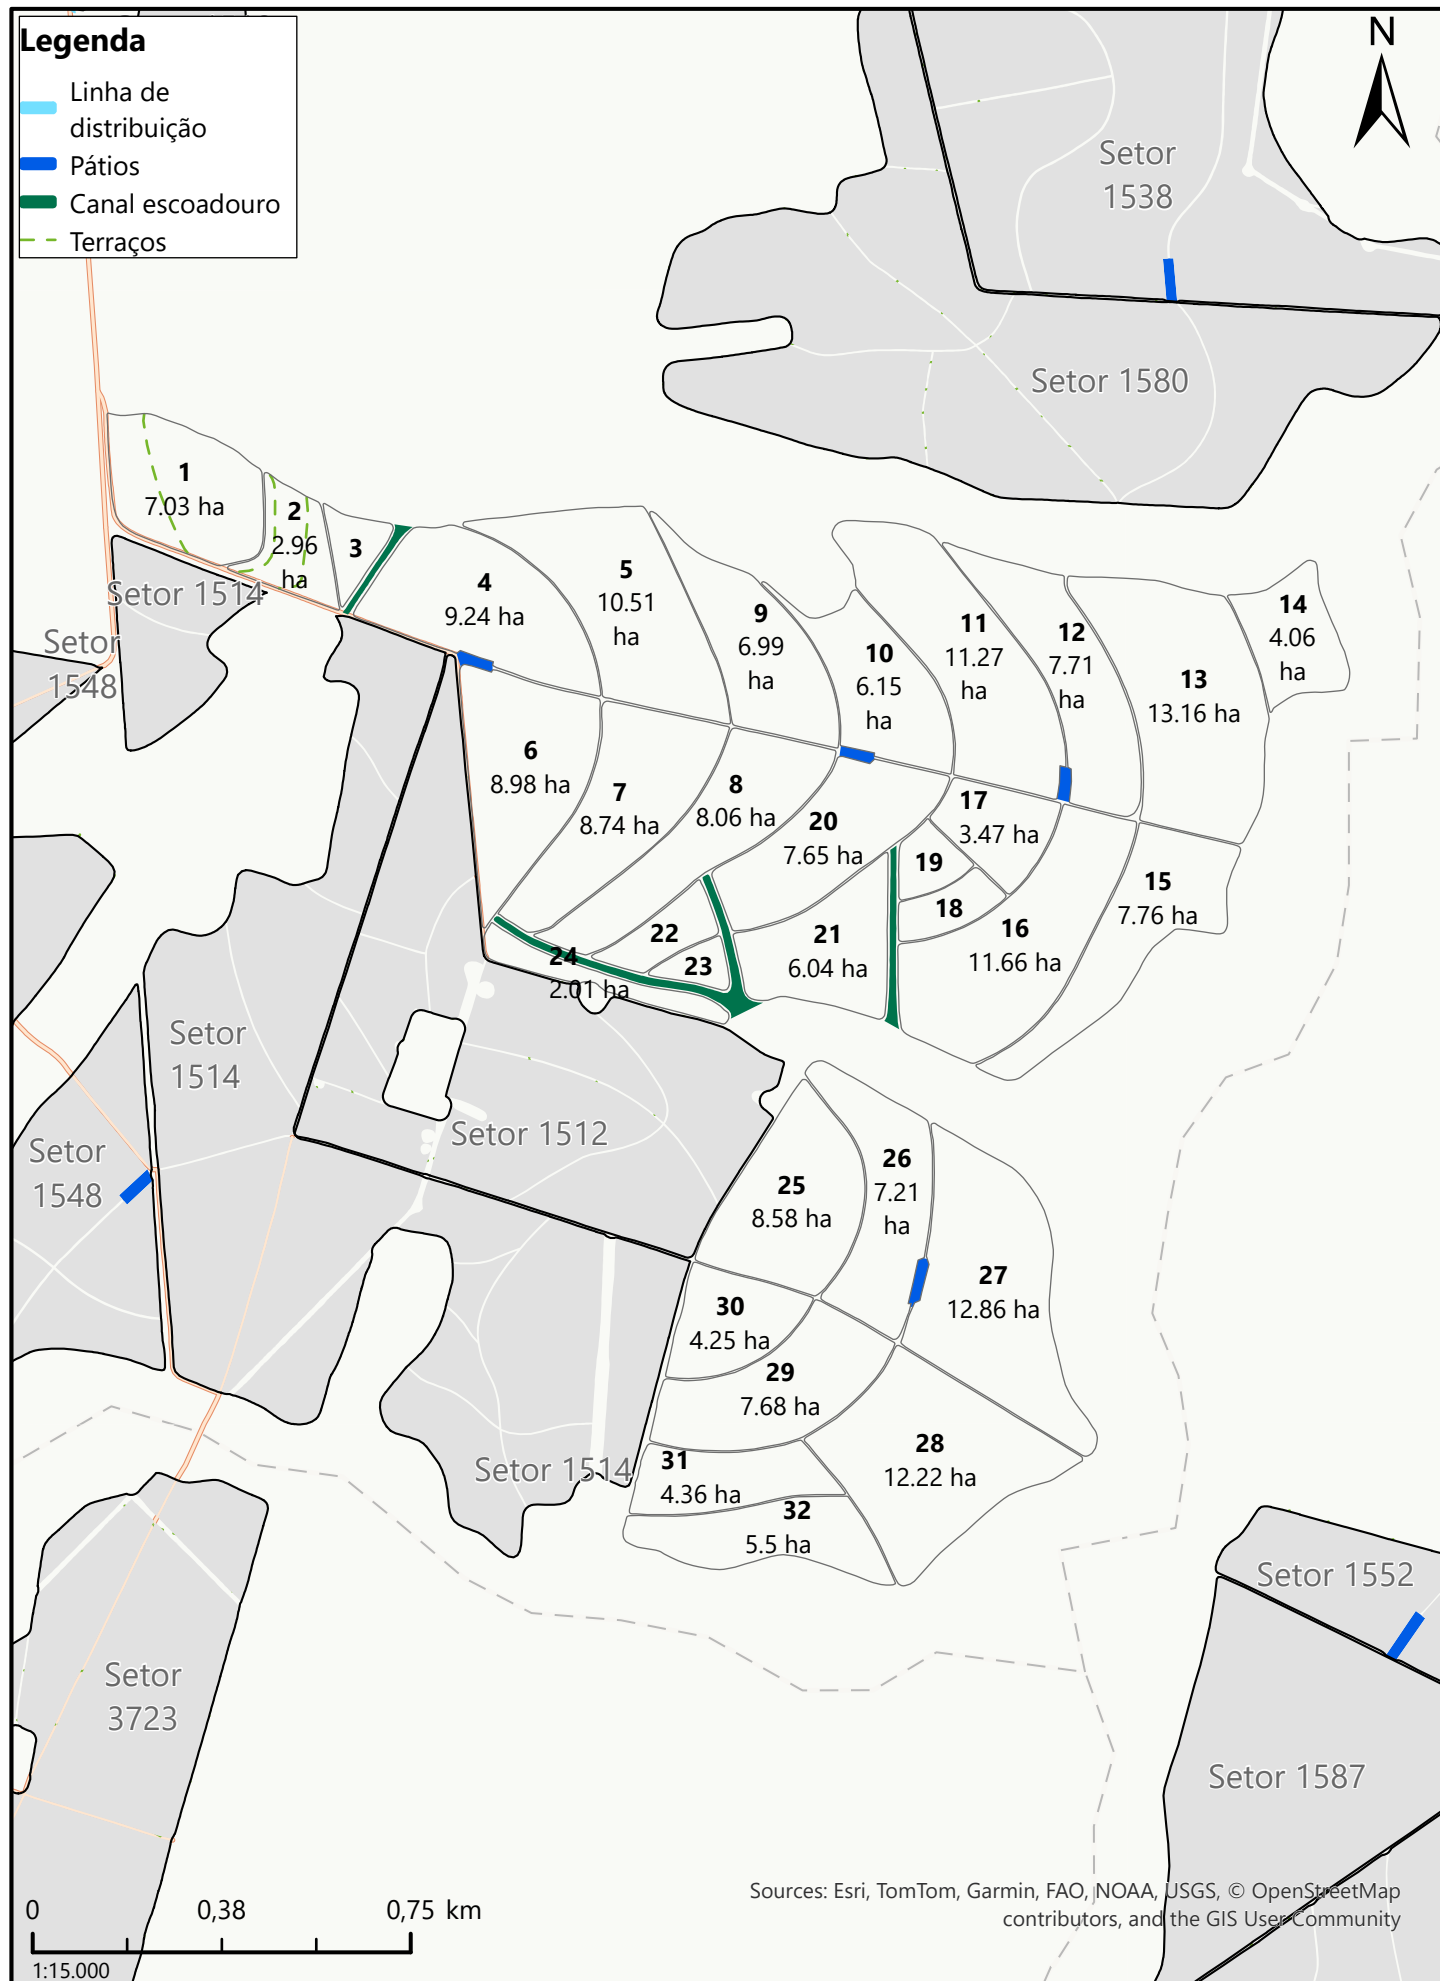 Legenda
Linha de
distribuição
Pátios
Canal escoadouro
Terraços
N
Setor
1538
Setor 1580
1
7.03 ha
2
2.96
ha
3
4
9.24 ha
5
10.51
ha
9
6.99
ha
10
6.15
ha
11
11.27
ha
12
7.71
ha
13
13.16 ha
14
4.06
ha
Setor 1514
Setor
1548
6
8.98 ha
7
8.74 ha
8
8.06 ha
20
7.65 ha
17
3.47 ha
19
18
15
7.76 ha
16
11.66 ha
22
23
21
6.04 ha
24
2.01 ha
Setor
1514
Setor 1512
Setor
1548
25
8.58 ha
26
7.21
ha
27
12.86 ha
30
4.25 ha
29
7.68 ha
28
12.22 ha
31
4.36 ha
32
5.5 ha
Setor 1514
Setor 1552
Setor
3723
Setor 1587
0
0,38
0,75 km
1:15.000
Sources: Esri, TomTom, Garmin, FAO, NOAA, USGS, © OpenStreetMap
contributors, and the GIS User Community